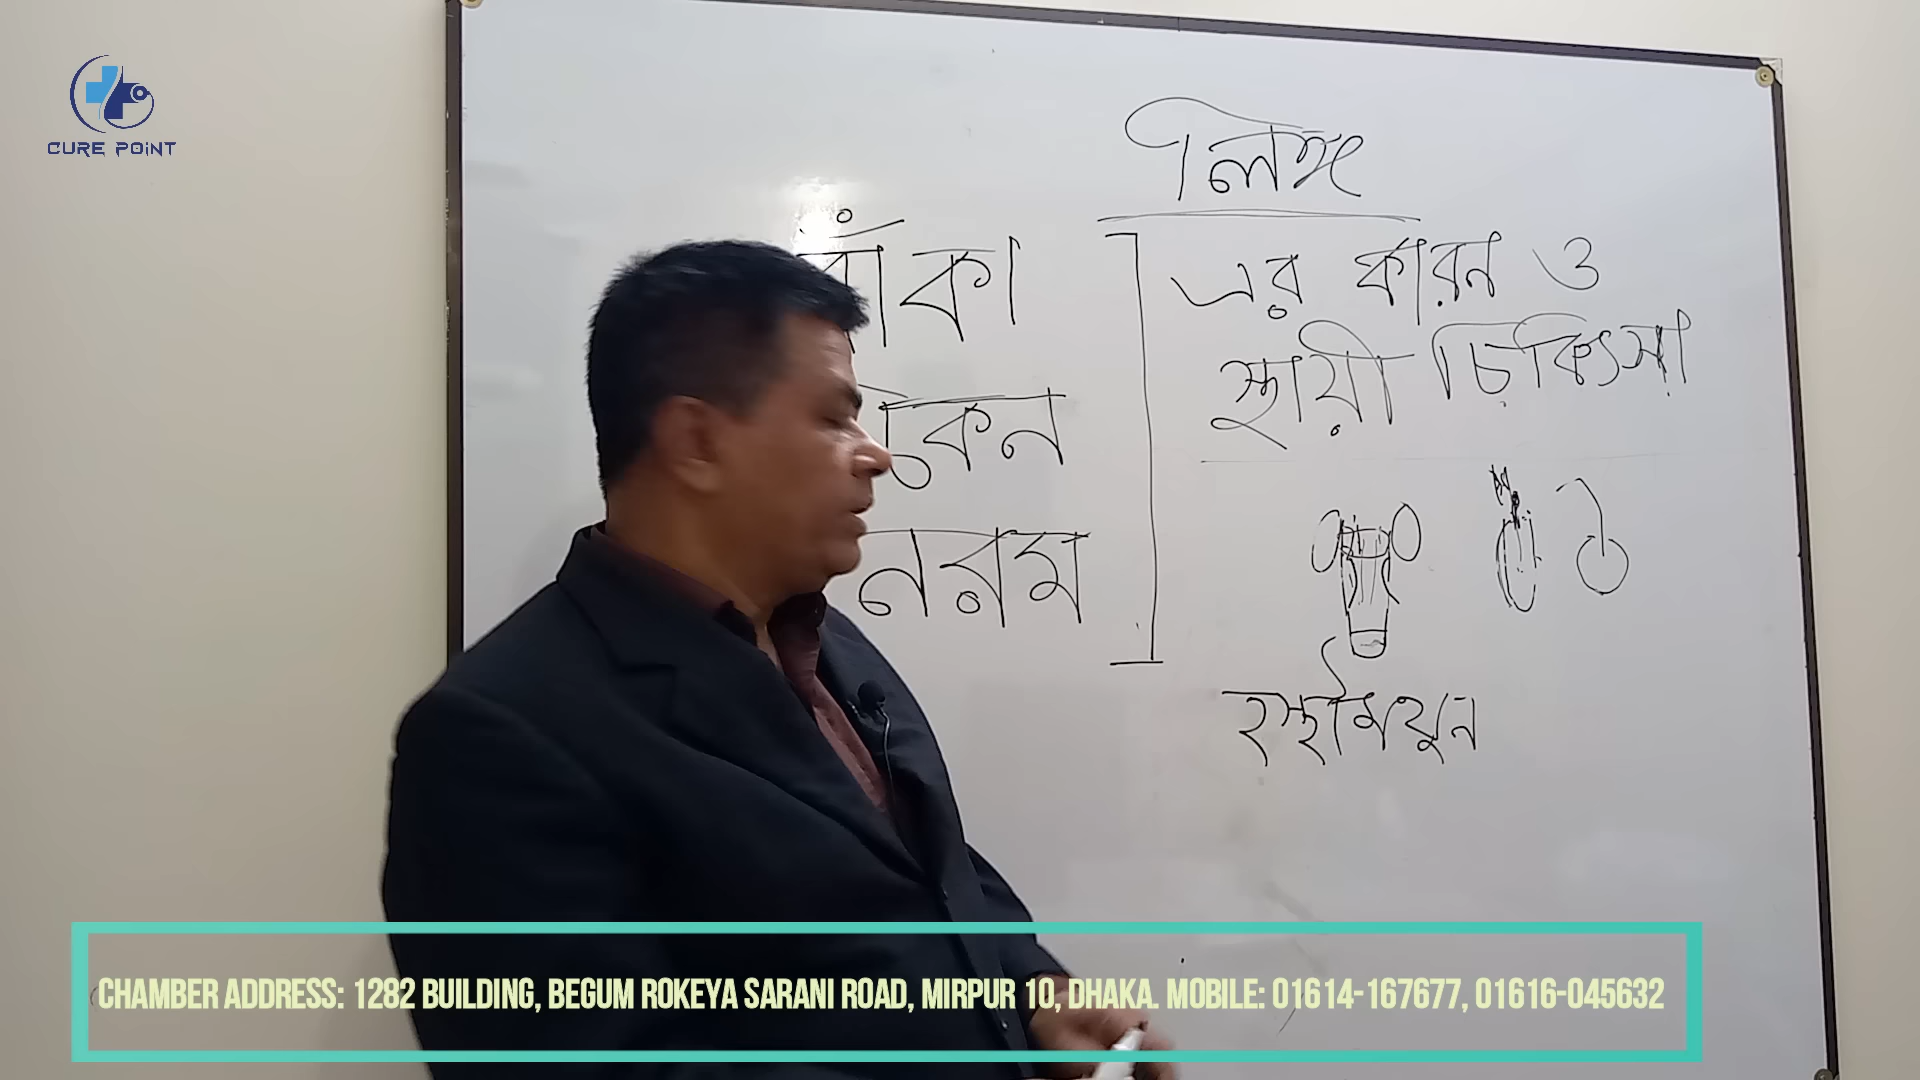 CURE POINT
লিঙ্গ
বাঁকা
এর কারন ও
স্থায়ী চিকিৎসা
নরম
হস্তমৈথুন
CHAMBER ADDRESS: 1282 BUILDING, BEGUM ROKEYA SARANI ROAD, MIRPUR 10, DHAKA. MOBILE: 01614-167677, 01616-045632